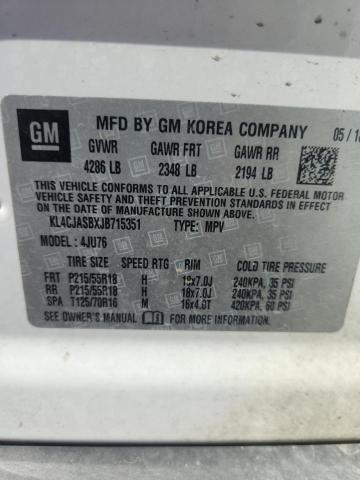 GM MFD BY GM KOREA COMPANY 05/1
GVWR GAWR FRT GAWR RR
4286 LB 2348 LB 2194 LB
THIS VEHICLE CONFORMS TO ALL APPLICABLE U.S. FEDERAL MOTOR
VEHICLE SAFETY, BUMPER, AND THEFT PREVENTION STANDARDS IN
EFFECT ON THE DATE OF MANUFACTURE SHOWN ABOVE.
KL4CJASBXJB715351 TYPE: MPV
MODEL : 4JU76
TIRE SIZE SPEED RTG RIM COLD TIRE PRESSURE
FRT P215/55R18 H 18x7.0J 240KPA, 35 PSI
RR P215/55R18 H 18x7.0J 240KPA, 35 PSI
SPA T125/70R16 M 16x4.0T 420KPA, 60 PSI
SEE OWNER'S MANUAL FOR MORE INFORMATION.